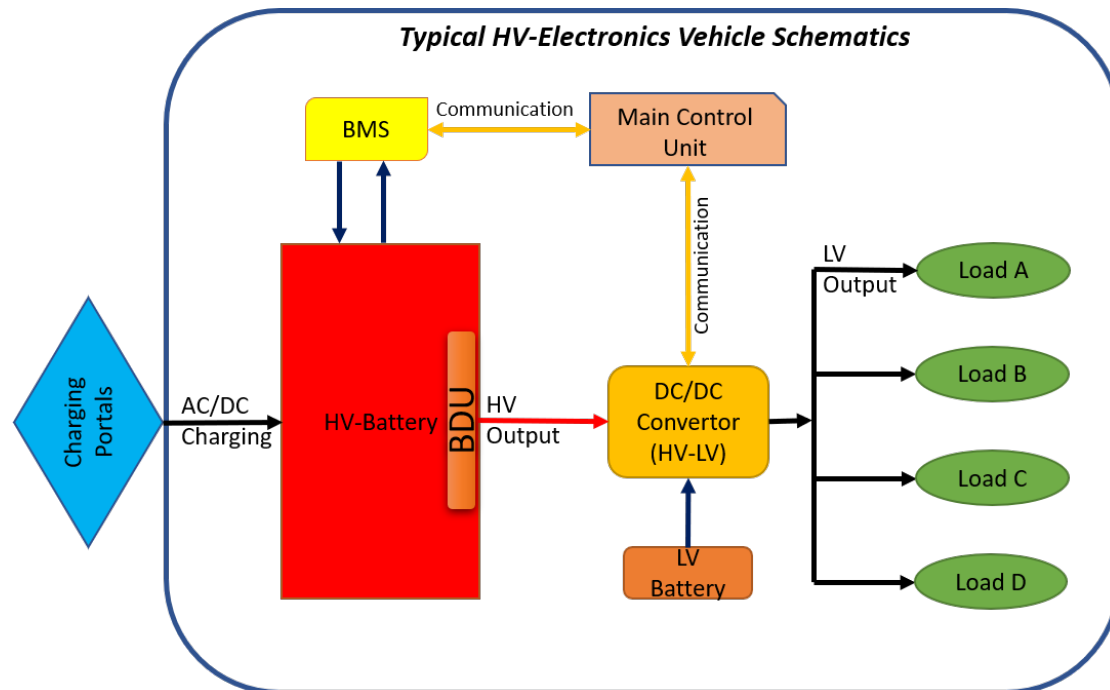 Typical HV-Electronics Vehicle Schematics
BMS
Communication
Main Control
Unit
Communication
LV
Output
Load A
Load B
Load C
Load D
Charging
Portals
AC/DC
Charging
HV-Battery
BDU
HV
Output
DC/DC
Convertor
(HV-LV)
LV
Battery